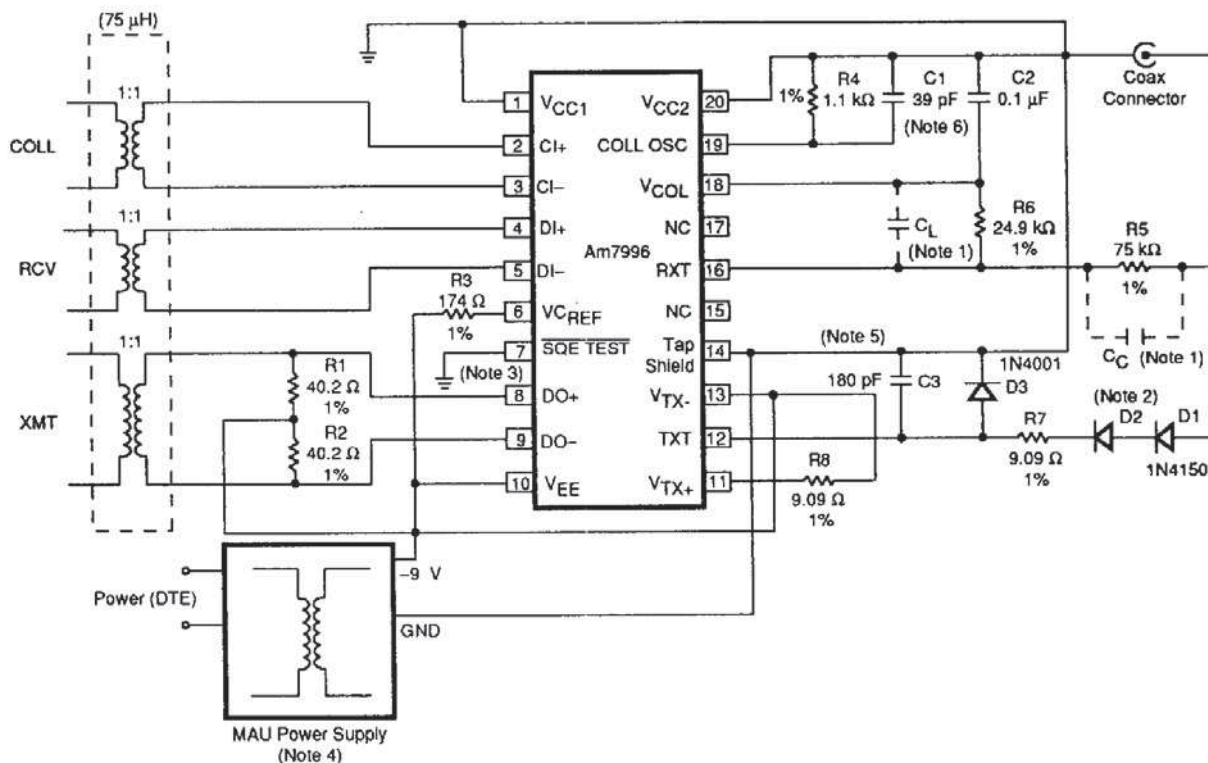 (75 μH)
1:1
COLL
1:1
RCV
1:1
XMT
R1
40.2 Ω
1%
R2
40.2 Ω
1%
R3
174 Ω
1%
(Note 3)
1
VCC1
2
CI+
3
CI–
4
DI+
5
DI–
6
VCREF
7
SQE TEST
8
DO+
9
DO–
10
VEE
Am7996
VCC2
20
COLL OSC
19
VCOL
18
NC
17
RXT
16
NC
15
Tap
Shield
14
VTX-
13
TXT
12
VTX+
11
1%
R4
1.1 kΩ
C1
39 pF
(Note 6)
C2
0.1 μF
Coax
Connector
CL
(Note 1)
R6
24.9 kΩ
1%
R5
75 kΩ
1%
CC
(Note 1)
(Note 5)
180 pF
C3
1N4001
D3
(Note 2)
D2
D1
1N4150
R7
9.09 Ω
1%
R8
9.09 Ω
1%
Power (DTE)
–9 V
GND
MAU Power Supply
(Note 4)